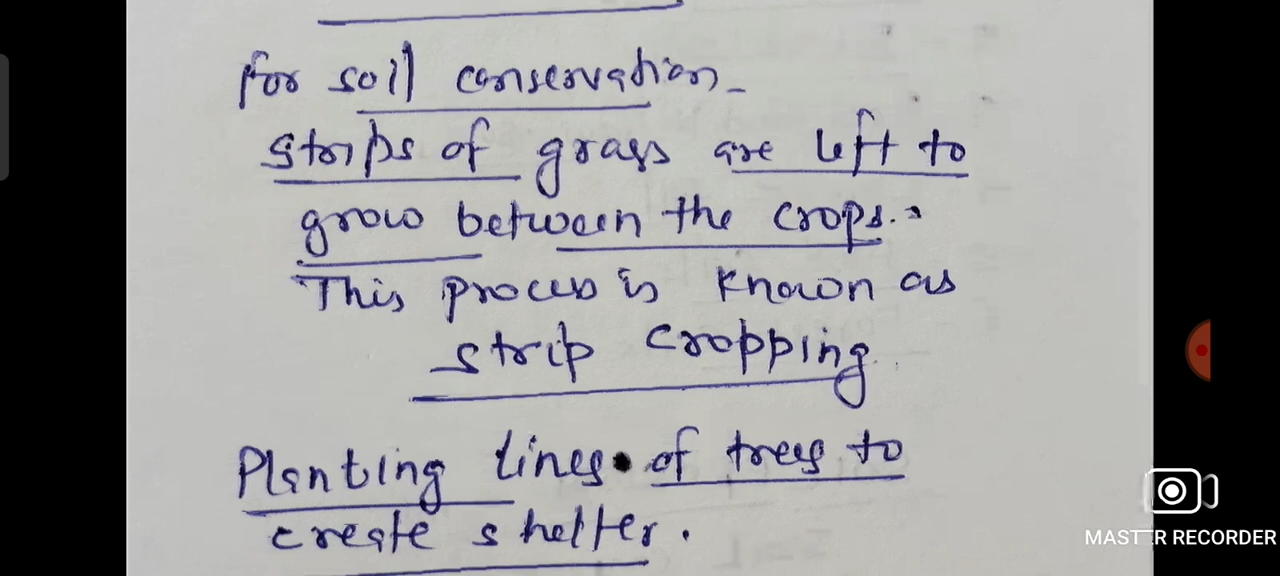 For soil conservation -
strips of grass are left to
grow between the crops.
This process is known as
strip cropping
Planting lines of trees to
create shelter.
MASTER RECORDER